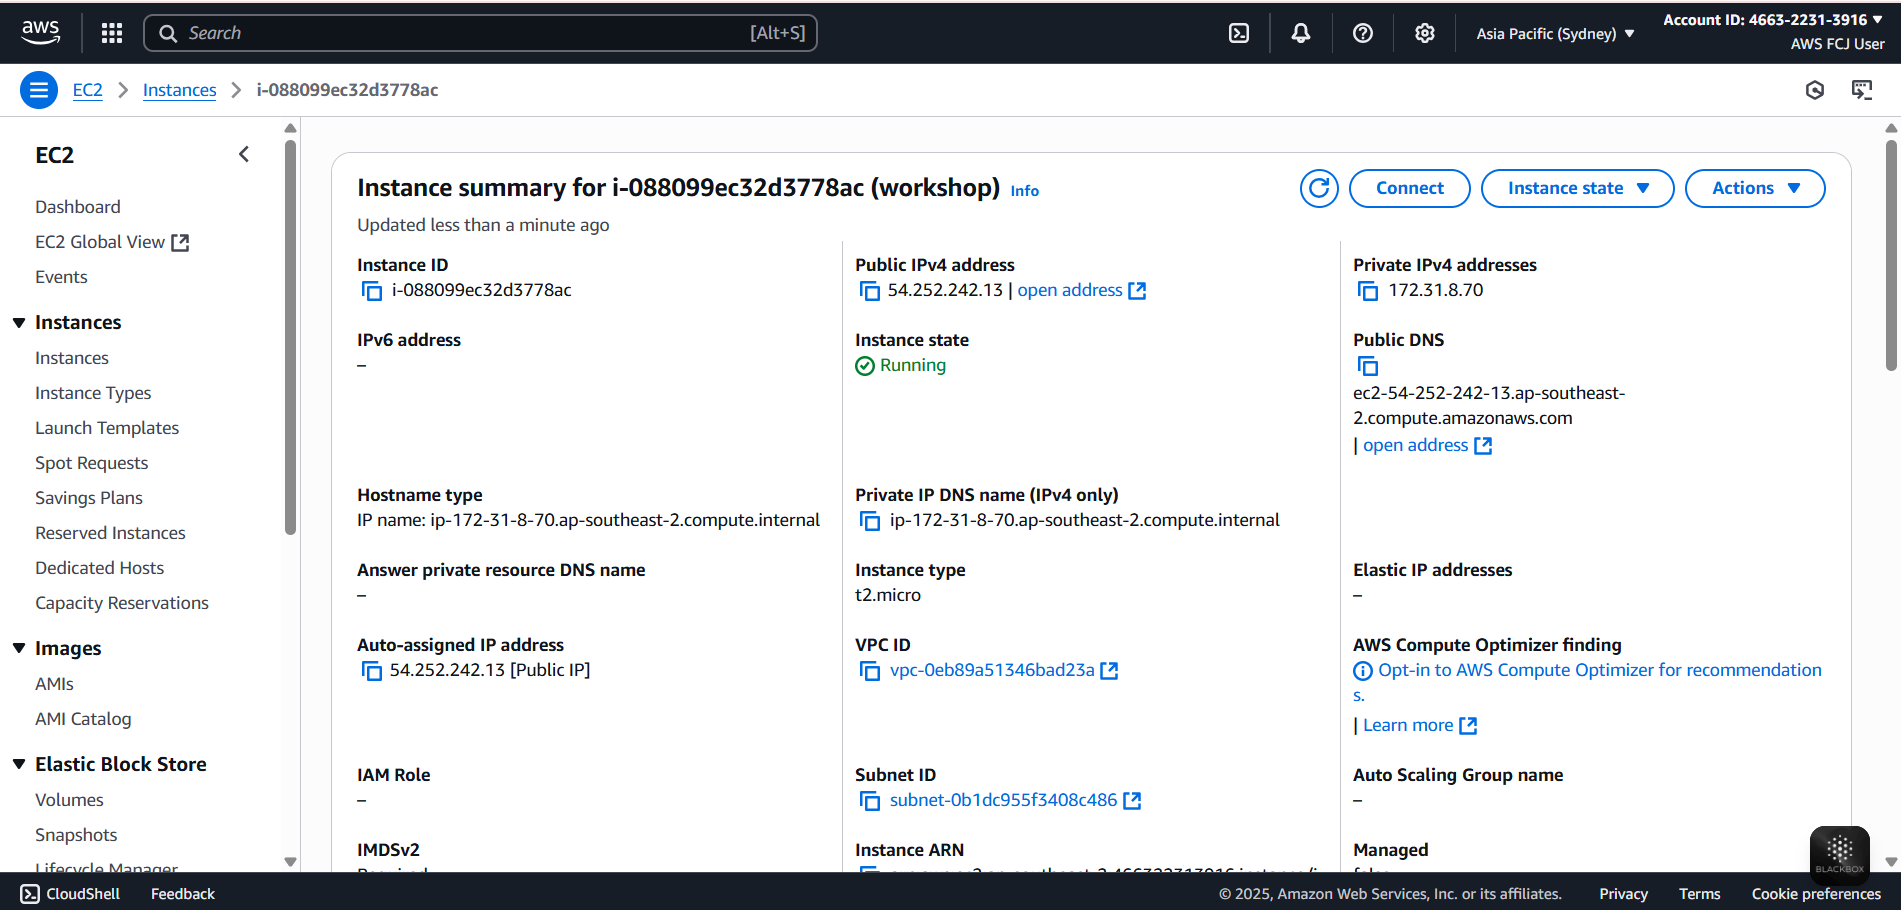 aws
Search [Alt+S]
Asia Pacific (Sydney)
Account ID: 4663-2231-3916
AWS FCJ User
EC2 Instances i-088099ec32d3778ac
EC2
Dashboard
EC2 Global View
Events
Instances
Instances
Instance Types
Launch Templates
Spot Requests
Savings Plans
Reserved Instances
Dedicated Hosts
Capacity Reservations
Images
AMIs
AMI Catalog
Elastic Block Store
Volumes
Snapshots
Lifecycle Manager
Instance summary for i-088099ec32d3778ac (workshop) Info
Connect
Instance state
Actions
Updated less than a minute ago
Instance ID
i-088099ec32d3778ac
Public IPv4 address
54.252.242.13 | open address
Private IPv4 addresses
172.31.8.70
IPv6 address
–
Instance state
Running
Public DNS
ec2-54-252-242-13.ap-southeast-
2.compute.amazonaws.com
| open address
Hostname type
IP name: ip-172-31-8-70.ap-southeast-2.compute.internal
Private IP DNS name (IPv4 only)
ip-172-31-8-70.ap-southeast-2.compute.internal
Answer private resource DNS name
–
Instance type
t2.micro
Elastic IP addresses
–
Auto-assigned IP address
54.252.242.13 [Public IP]
VPC ID
vpc-0eb89a51346bad23a
AWS Compute Optimizer finding
Opt-in to AWS Compute Optimizer for recommendation
s.
| Learn more
IAM Role
–
Subnet ID
subnet-0b1dc955f3408c486
Auto Scaling Group name
–
IMDSv2
Instance ARN
Managed
BLACKBOX
CloudShell
Feedback
© 2025, Amazon Web Services, Inc. or its affiliates.
Privacy
Terms
Cookie preferences